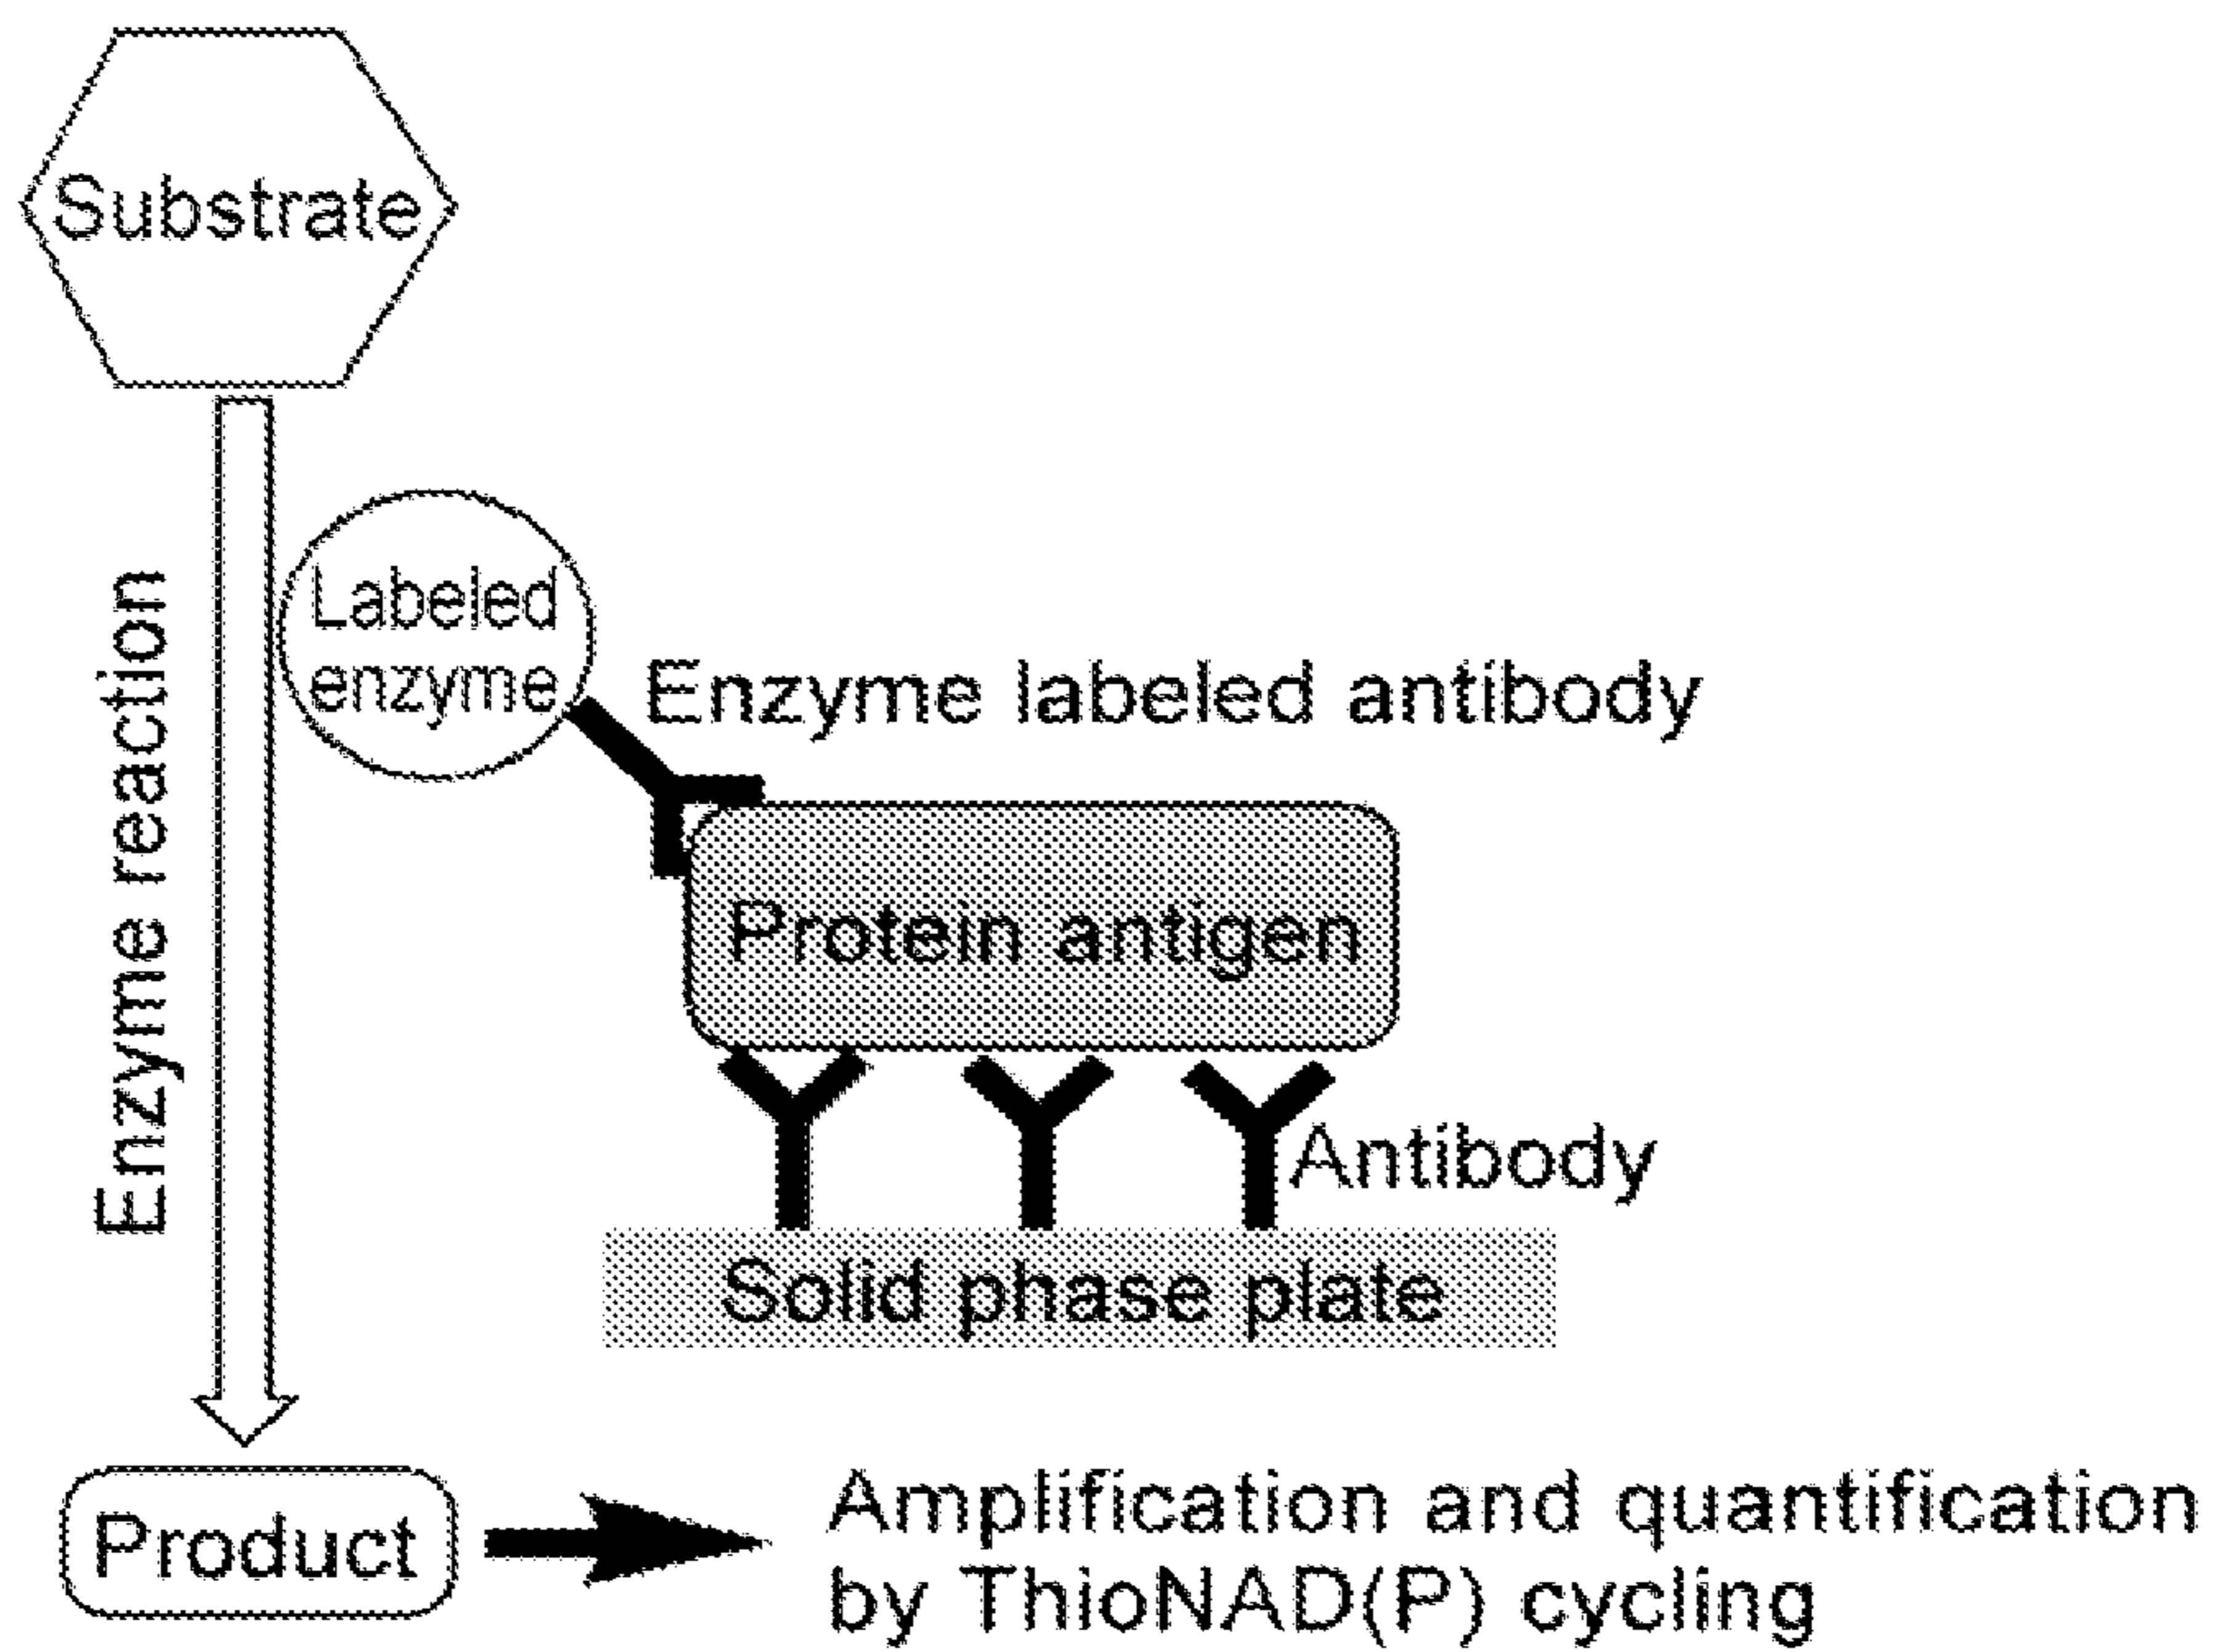 Substrate
Labeled
enzyme
Enzyme reaction
Enzyme labeled antibody
Protein antigen
Antibody
Solid phase plate
Product
Amplification and quantification
by ThioNAD(P) cycling